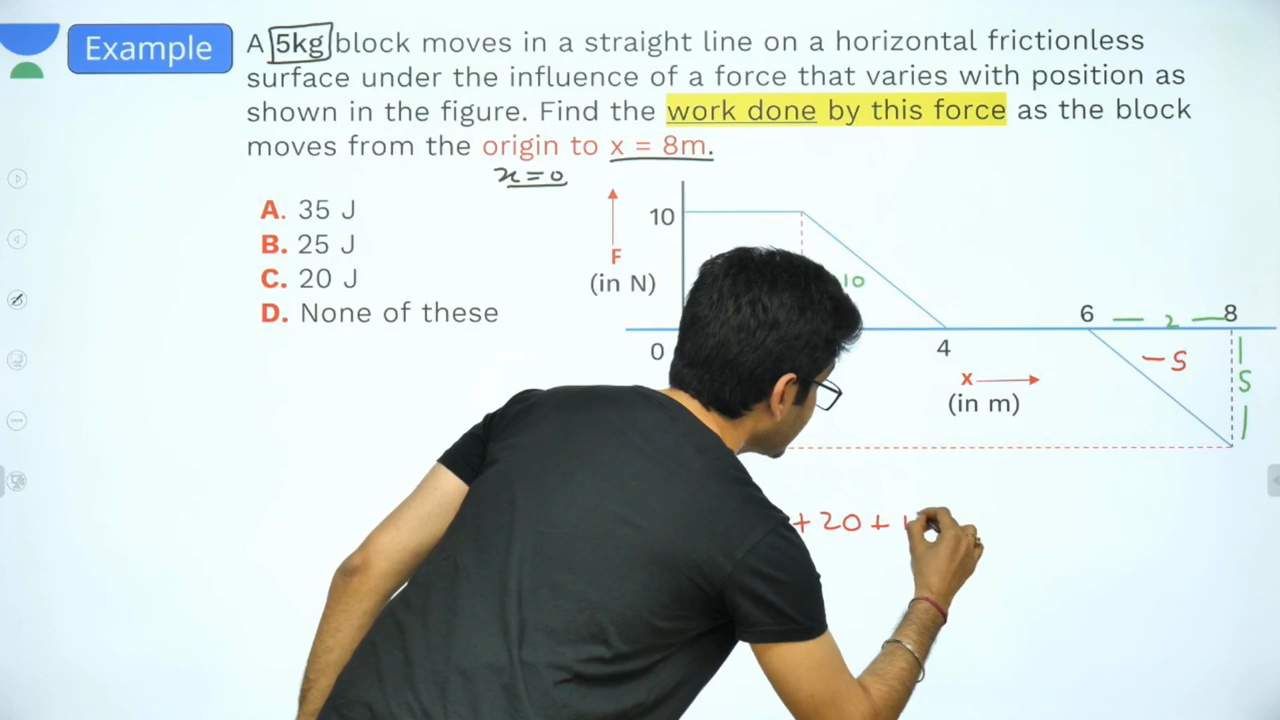 Example
A 5kg block moves in a straight line on a horizontal frictionless
surface under the influence of a force that varies with position as
shown in the figure. Find the work done by this force as the block
moves from the origin to x = 8m.
x = 0
A. 35 J
B. 25 J
C. 20 J
D. None of these
10
F
(in N)
10
6
2
8
0
4
- 5
5
x
(in m)
+ 20 +